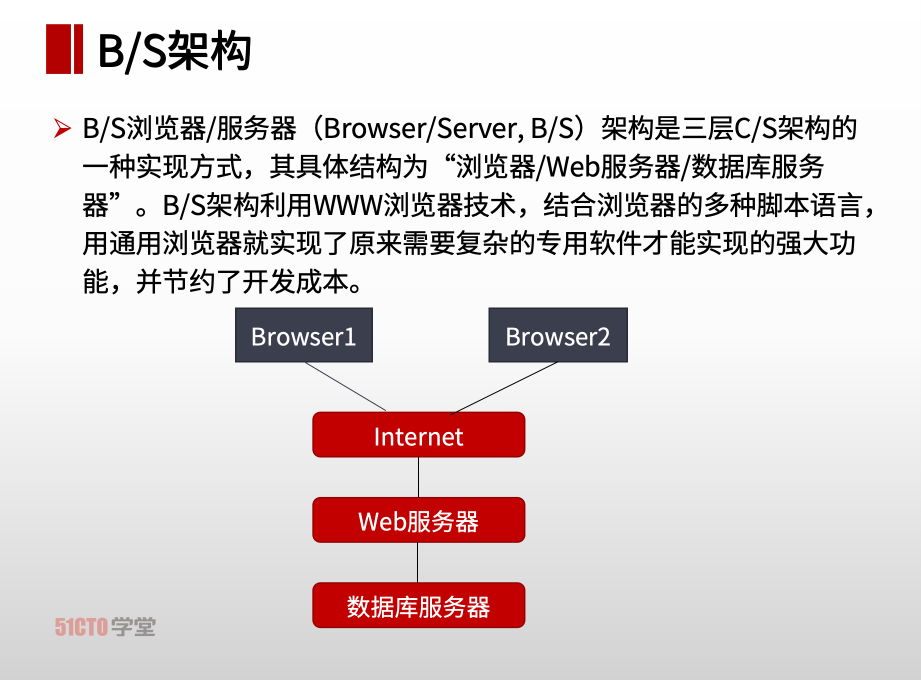 B/S架构
B/S浏览器/服务器（Browser/Server, B/S）架构是三层C/S架构的
一种实现方式，其具体结构为“浏览器/Web服务器/数据库服务
器”。B/S架构利用WWW浏览器技术，结合浏览器的多种脚本语言，
用通用浏览器就实现了原来需要复杂的专用软件才能实现的强大功
能，并节约了开发成本。
Browser1
Browser2
Internet
Web服务器
数据库服务器
51CTO学堂